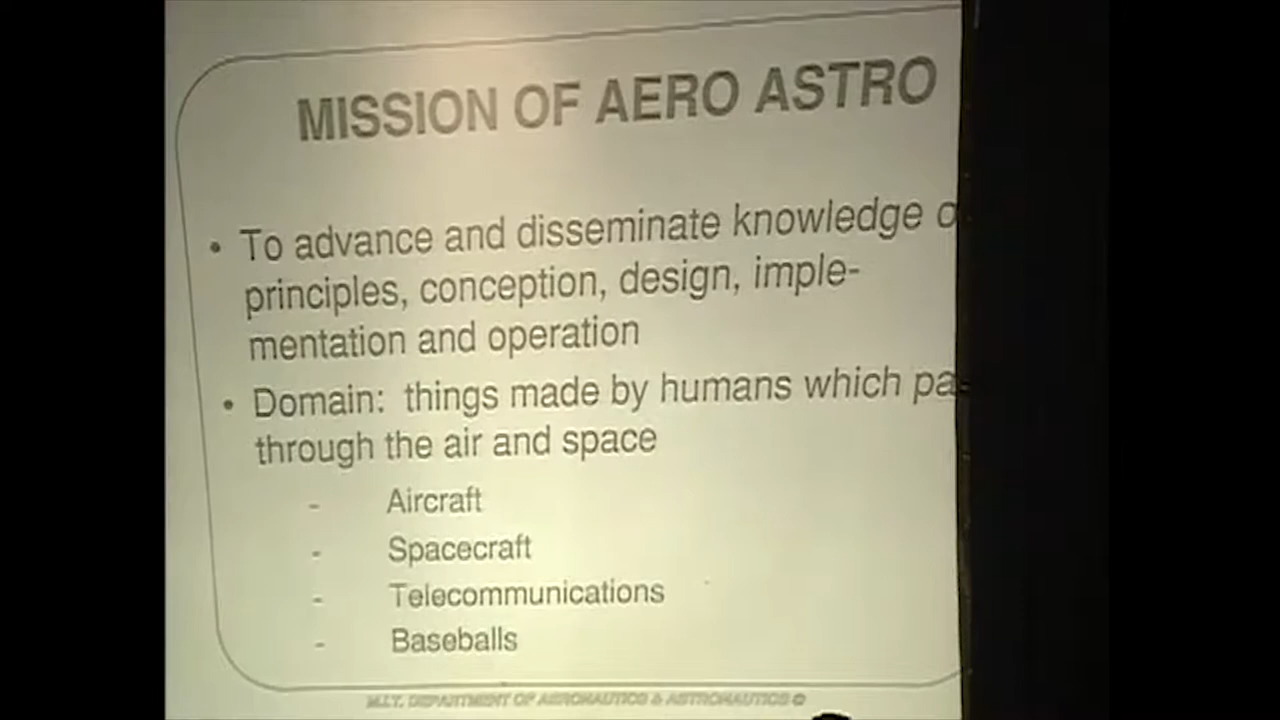 MISSION OF AERO ASTRO
• To advance and disseminate knowledge o
principles, conception, design, imple-
mentation and operation
• Domain: things made by humans which pa
through the air and space
- Aircraft
- Spacecraft
- Telecommunications
- Baseballs
M.I.T. DEPARTMENT OF AERONAUTICS & ASTRONAUTICS ©